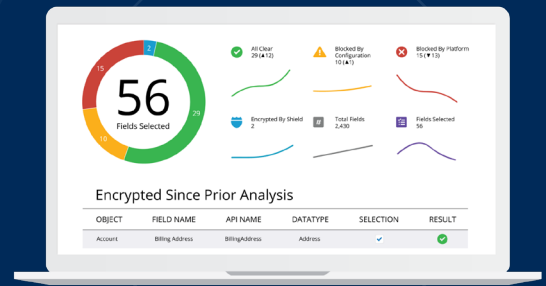 2
15
29
10
56
Fields Selected
All Clear
29 (▲12)
Blocked By
Configuration
10 (▲1)
Blocked By Platform
15 (▼13)
Encrypted By Shield
2
#
Total Fields
2,430
Fields Selected
56
Encrypted Since Prior Analysis
OBJECT FIELD NAME API NAME DATATYPE SELECTION RESULT
Account Billing Address BillingAddress Address